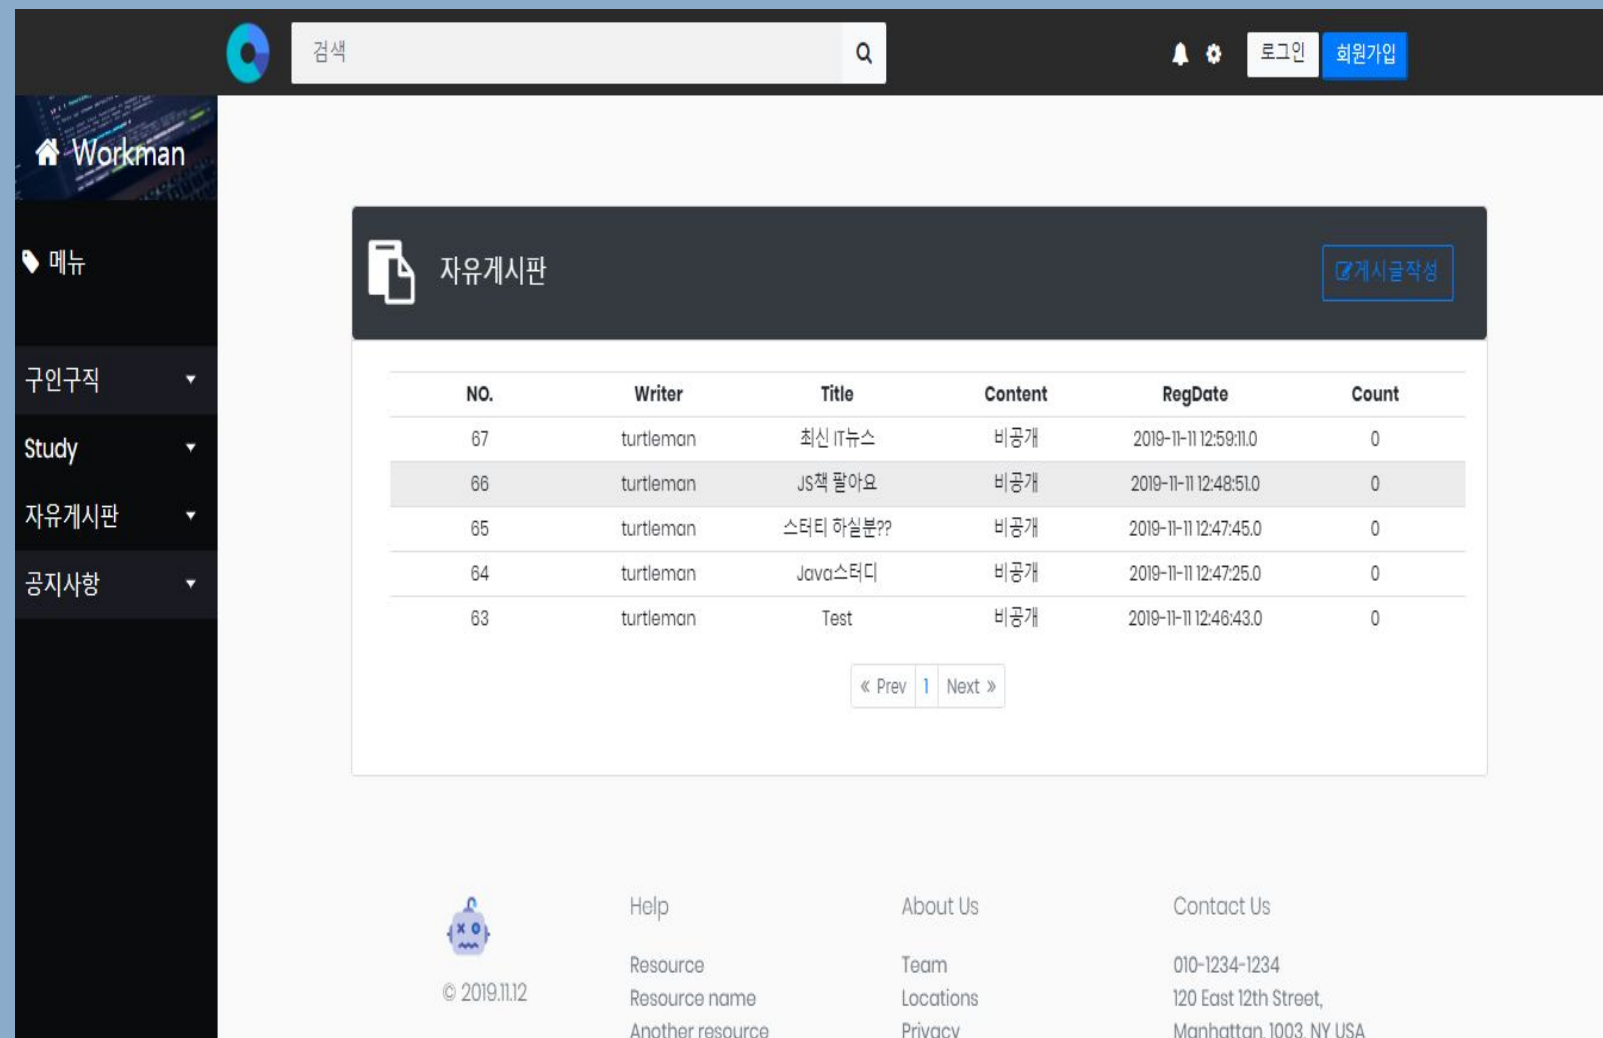 검색
로그인 회원가입
Workman
메뉴
구인구직
Study
자유게시판
공지사항
자유게시판
게시글작성
NO. Writer Title Content RegDate Count
67 turtleman 최신 IT뉴스 비공개 2019-11-11 12:59:11.0 0
66 turtleman JS책 팔아요 비공개 2019-11-11 12:48:51.0 0
65 turtleman 스터티 하실분?? 비공개 2019-11-11 12:47:45.0 0
64 turtleman Java스터디 비공개 2019-11-11 12:47:25.0 0
63 turtleman Test 비공개 2019-11-11 12:46:43.0 0
« Prev 1 Next »
© 2019.11.12
Help
Resource
Resource name
Another resource
About Us
Team
Locations
Privacy
Contact Us
010-1234-1234
120 East 12th Street,
Manhattan, 1003, NY USA